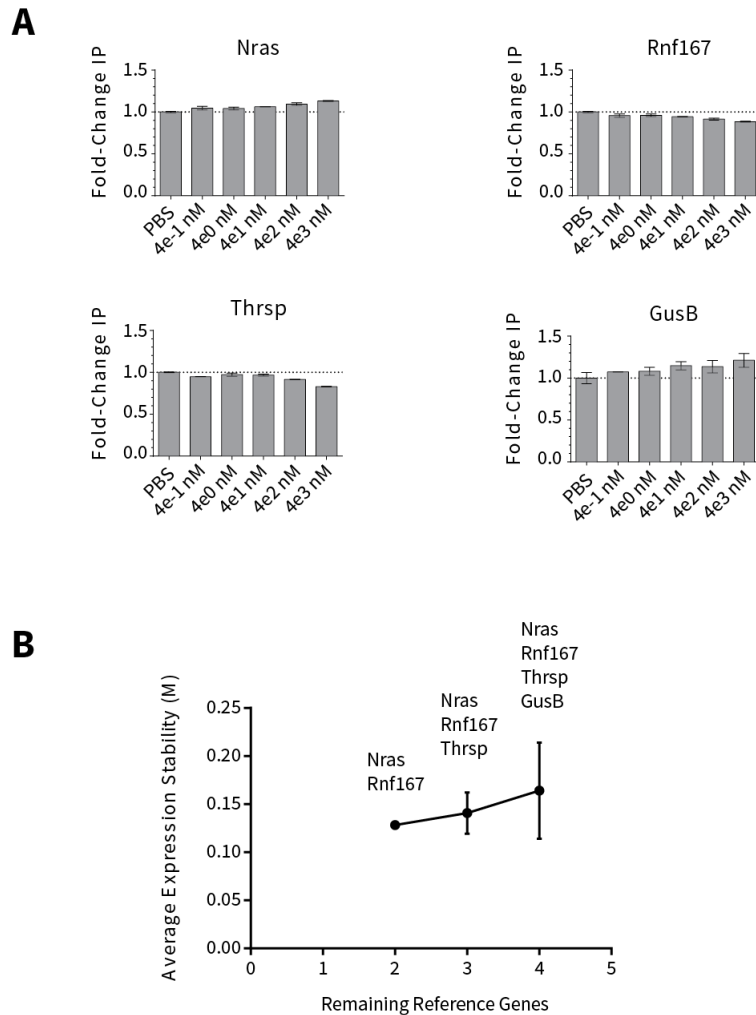 A
Nras
Fold-Change IP
1.5
1.0
0.5
0.0
PBS
4e-1 nM
4e0 nM
4e1 nM
4e2 nM
4e3 nM
Rnf167
Fold-Change IP
1.5
1.0
0.5
0.0
PBS
4e-1 nM
4e0 nM
4e1 nM
4e2 nM
4e3 nM
Thrsp
Fold-Change IP
1.5
1.0
0.5
0.0
PBS
4e-1 nM
4e0 nM
4e1 nM
4e2 nM
4e3 nM
GusB
Fold-Change IP
1.5
1.0
0.5
0.0
PBS
4e-1 nM
4e0 nM
4e1 nM
4e2 nM
4e3 nM
B
Average Expression Stability (M)
0.25
0.20
0.15
0.10
0.05
0.00
Nras
Rnf167
Nras
Rnf167
Thrsp
Nras
Rnf167
Thrsp
GusB
0 1 2 3 4 5
Remaining Reference Genes